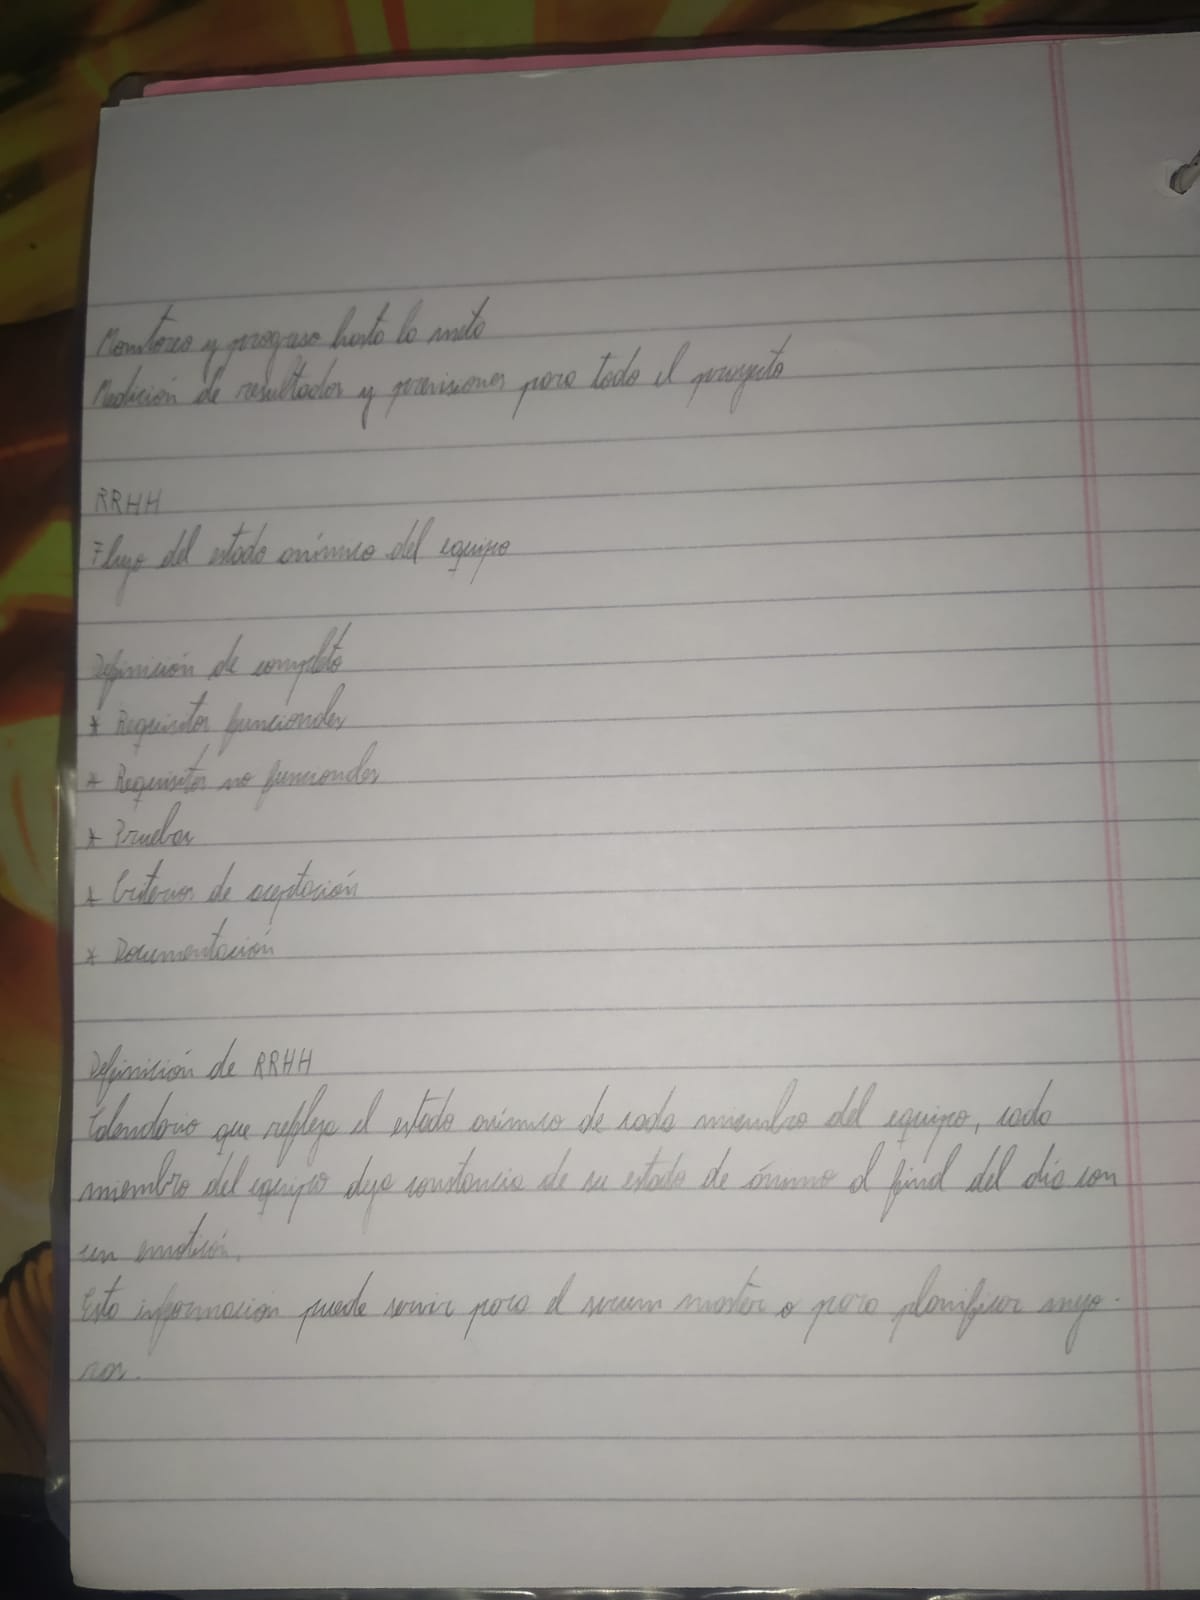 Monitoreo y progreso hasta la meta
Medición de resultados y previsiones para todo el proyecto
RRHH
Flujo del estado anímico del equipo
Definición de completo
* Requisitos funcionales
* Requisitos no funcionales
* Pruebas
* Criterios de aceptación
* Documentación
Definición de RRHH
Calendario que refleja el estado anímico de cada miembro del equipo, cada
miembro del equipo deja constancia de su estado de ánimo al final del día con
un emoticón.
Esta información puede servir para el scrum master o para planificar mejo-
ras.